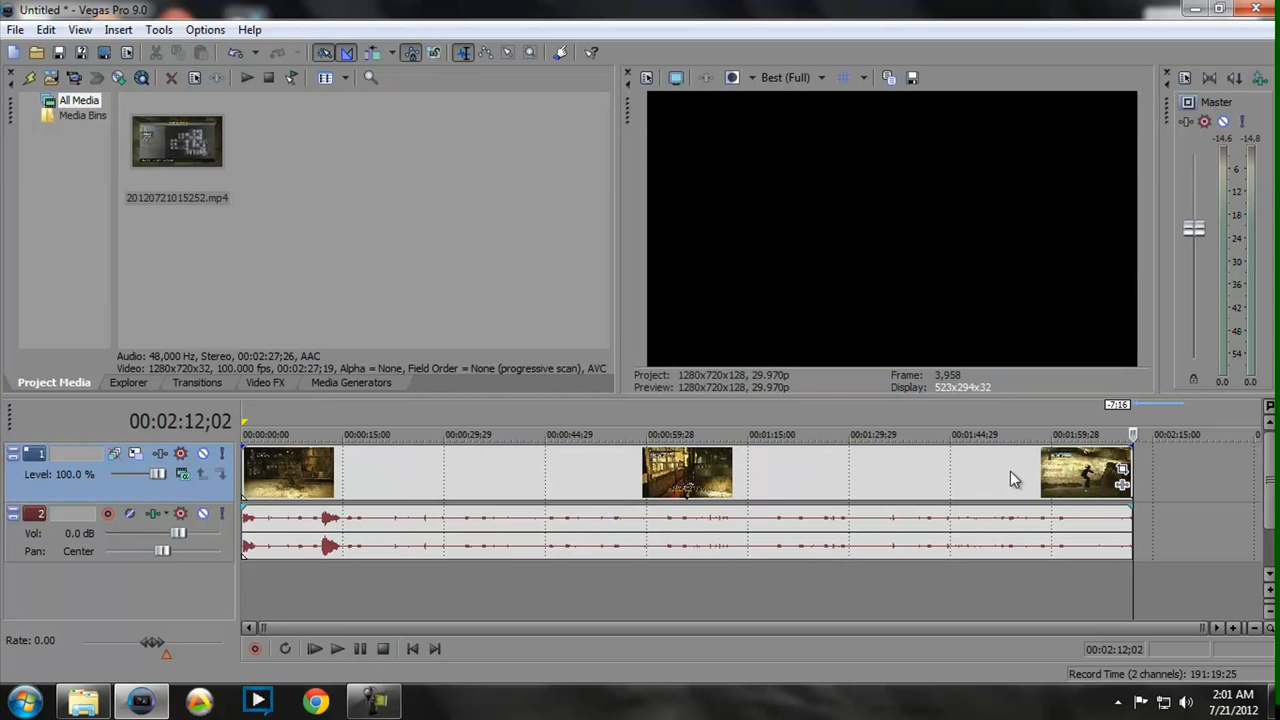 Untitled * - Vegas Pro 9.0
File Edit View Insert Tools Options Help
All Media
Media Bins
20120721015252.mp4
Audio: 48,000 Hz, Stereo, 00:02:27;26, AAC
Video: 1280x720x32, 100.000 fps, 00:02:27;19, Alpha = None, Field Order = None (progressive scan), AVC
Project Media Explorer Transitions Video FX Media Generators
Best (Full)
Project: 1280x720x128, 29.970p Frame: 3,958
Preview: 1280x720x128, 29.970p Display: 523x294x32
Master
-14.6 -14.8
6
12
18
24
30
36
42
48
54
0.0 0.0
-7:16
00:02:12;02
00:00:00;00 00:00:15;00 00:00:29;29 00:00:44;29 00:00:59;28 00:01:15;00 00:01:29;29 00:01:44;29 00:01:59;28 00:02:15;00 0
1
Level: 100.0 %
2
Vol: 0.0 dB
Pan: Center
Rate: 0.00
00:02:12;02
Record Time (2 channels): 191:19:25
2:01 AM
7/21/2012